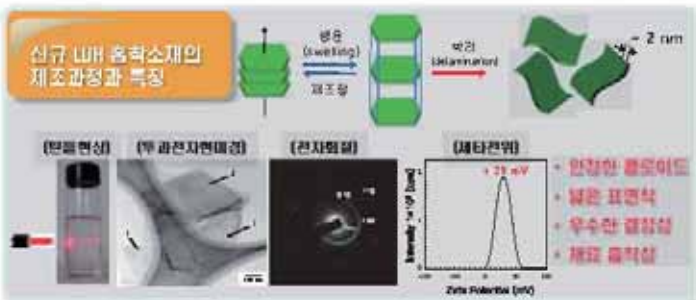 신규 LDH 흡착소재의
제조과정과 특징
팽윤
(swelling)
재조합
박리
(delamination)
~ 2 nm
(틴들현상)
(투과전자현미경)
(전자회절)
(제타전위)
Zeta Potential (mV)
• 안정한 콜로이드
• 넓은 표면적
• 우수한 결정성
• 재료 흡착성